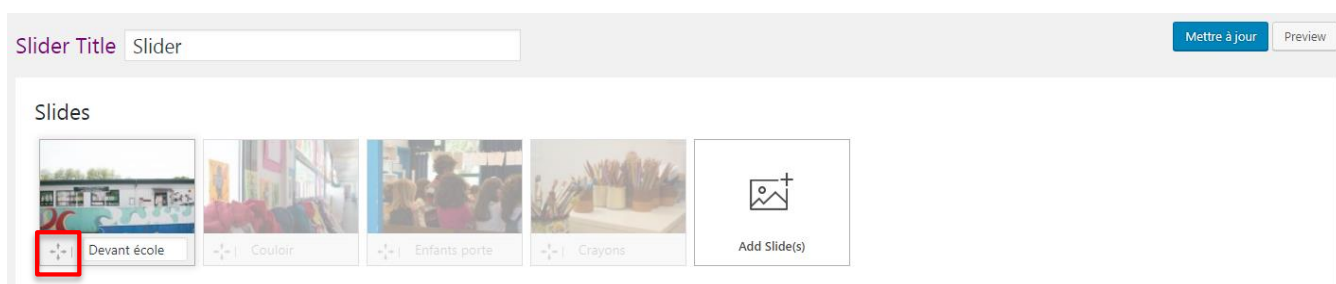 Slider Title Slider
Mettre à jour Preview
Slides
Devant école Couloir Enfants porte Crayons Add Slide(s)